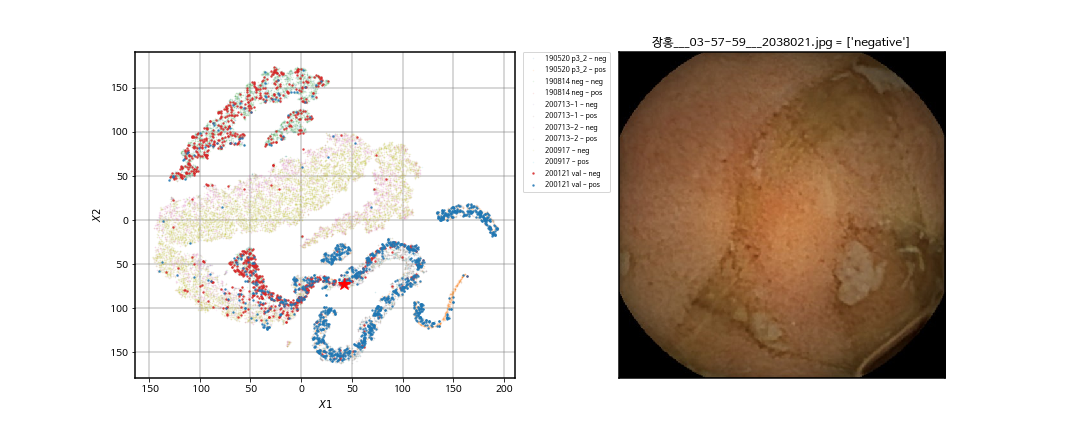 장흥___03-57-59___2038021.jpg = ['negative']
190520 p3_2 - neg
190520 p3_2 - pos
190814 neg - neg
190814 neg - pos
200713-1 - neg
200713-1 - pos
200713-2 - neg
200713-2 - pos
200917 - neg
200917 - pos
200121 val - neg
200121 val - pos
X2
150
100
50
0
50
100
150
150 100 50 0 50 100 150 200
X1